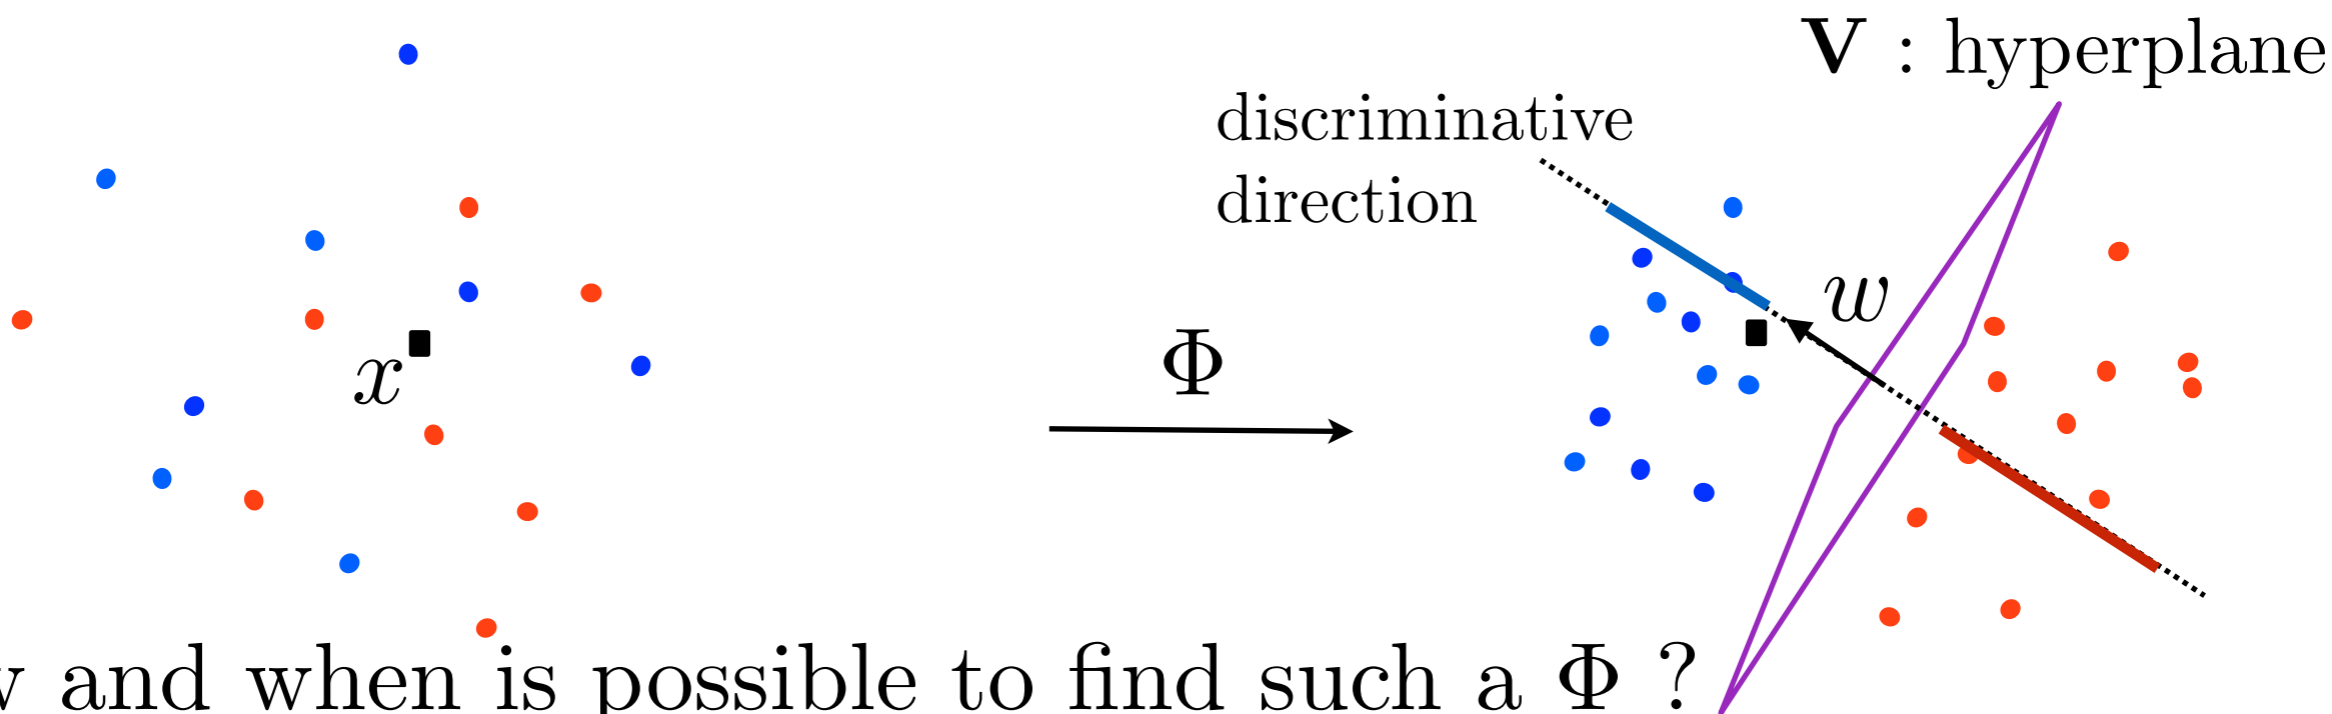 V : hyperplane
discriminative
direction
w
x
Φ
and when is possible to find such a Φ ?